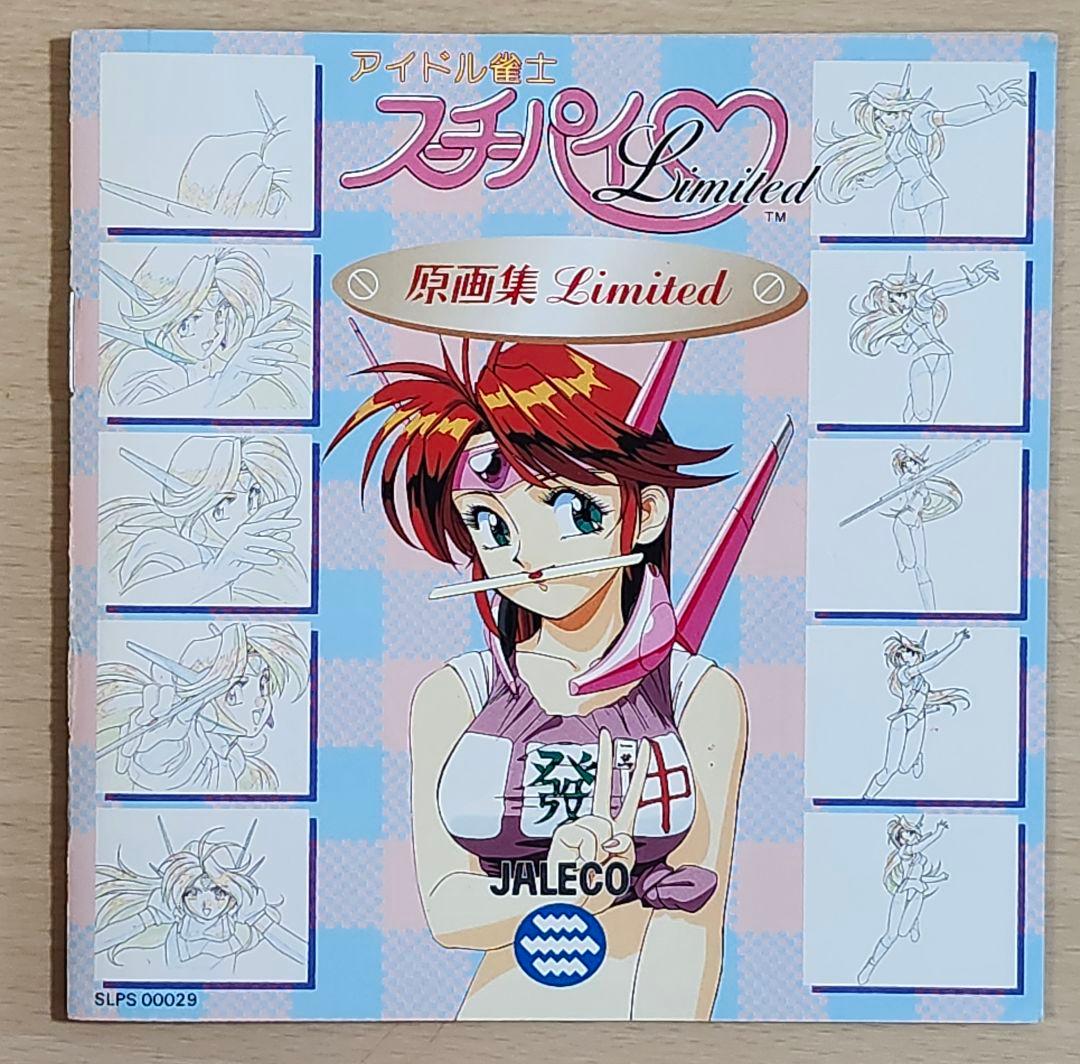 アイドル雀士
スチーパイ Limited
TM
原画集 Limited
發 中
JALECO
SLPS 00029